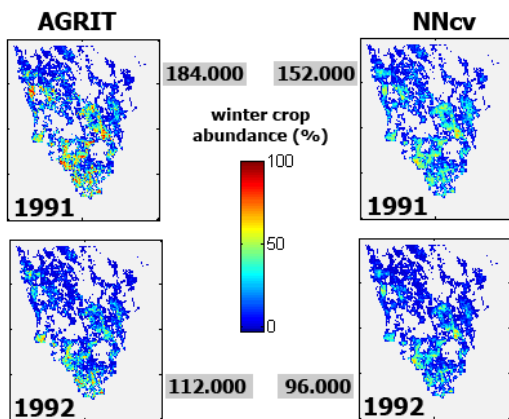 AGRIT
NNcv
184.000
152.000
winter crop
abundance (%)
100
50
0
1991
1991
112.000
96.000
1992
1992